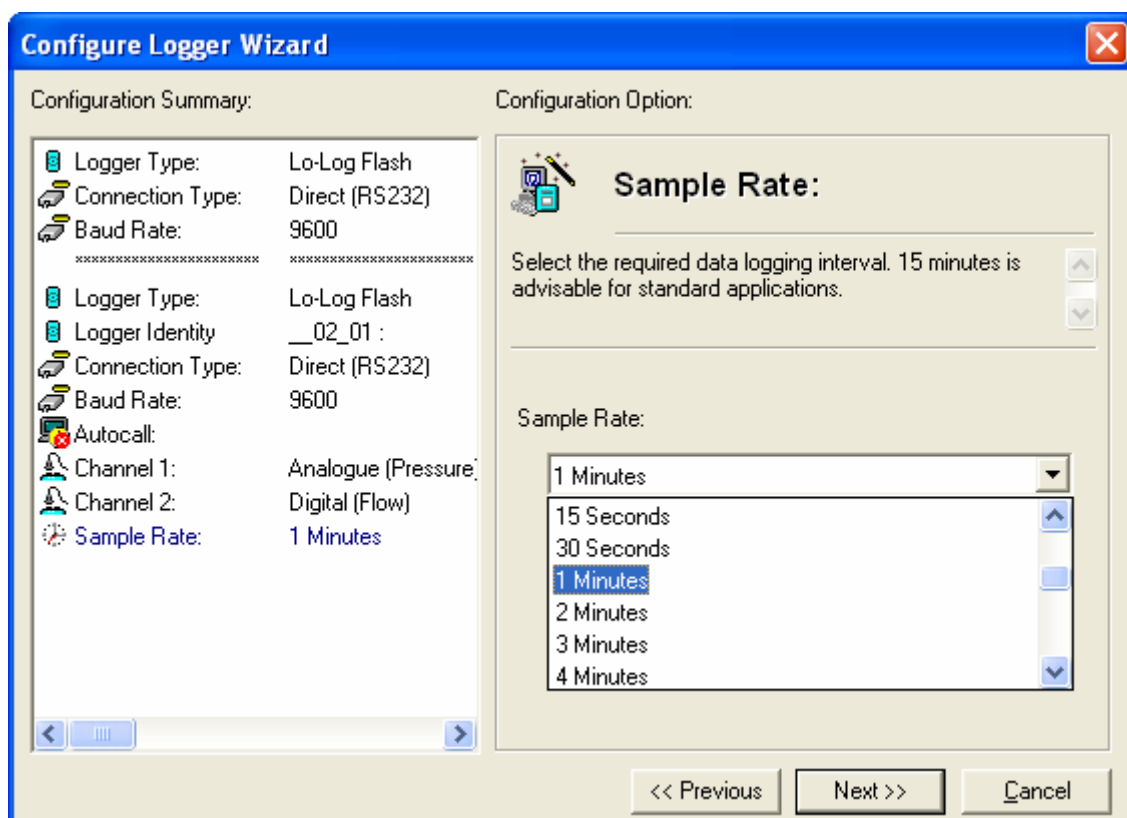 Configure Logger Wizard
Configuration Summary:
Logger Type: Lo-Log Flash
Connection Type: Direct (RS232)
Baud Rate: 9600
*********************** ***********************
Logger Type: Lo-Log Flash
Logger Identity __02_01 :
Connection Type: Direct (RS232)
Baud Rate: 9600
Autocall:
Channel 1: Analogue (Pressure)
Channel 2: Digital (Flow)
Sample Rate: 1 Minutes
Configuration Option:
Sample Rate:
Select the required data logging interval. 15 minutes is
advisable for standard applications.
Sample Rate:
1 Minutes
15 Seconds
30 Seconds
1 Minutes
2 Minutes
3 Minutes
4 Minutes
<< Previous
Next >>
Cancel